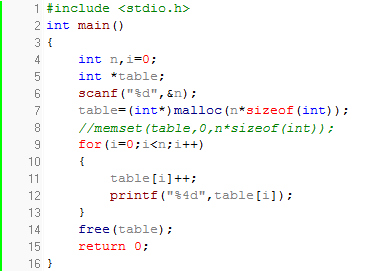 1 #include <stdio.h>
2 int main()
3 {
4     int n,i=0;
5     int *table;
6     scanf("%d",&n);
7     table=(int*)malloc(n*sizeof(int));
8     //memset(table,0,n*sizeof(int));
9     for(i=0;i<n;i++)
10     {
11         table[i]++;
12         printf("%4d",table[i]);
13     }
14     free(table);
15     return 0;
16 }